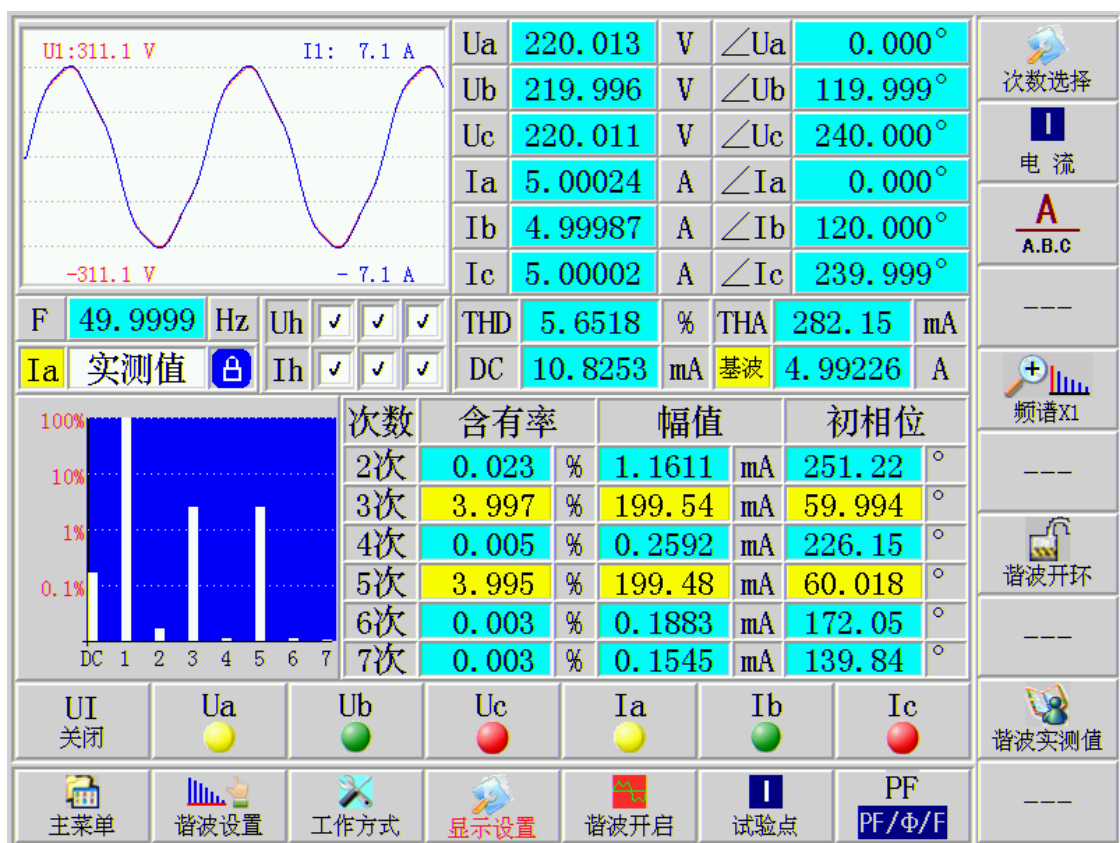 U1:311.1 V I1: 7.1 A
-311.1 V - 7.1 A
Ua 220.013 V ∠Ua 0.000°
Ub 219.996 V ∠Ub 119.999°
Uc 220.011 V ∠Uc 240.000°
Ia 5.00024 A ∠Ia 0.000°
Ib 4.99987 A ∠Ib 120.000°
Ic 5.00002 A ∠Ic 239.999°
F 49.9999 Hz Uh ✓ ✓ ✓ THD 5.6518 % THA 282.15 mA
Ia 实测值 Ih ✓ ✓ ✓ DC 10.8253 mA 基波 4.99226 A
100%
10%
1%
0.1%
DC 1 2 3 4 5 6 7
次数 含有率 幅值 初相位
2次 0.023 % 1.1611 mA 251.22 °
3次 3.997 % 199.54 mA 59.994 °
4次 0.005 % 0.2592 mA 226.15 °
5次 3.995 % 199.48 mA 60.018 °
6次 0.003 % 0.1883 mA 172.05 °
7次 0.003 % 0.1545 mA 139.84 °
UI Ua Ub Uc Ia Ib Ic
关闭
PF
主菜单 谐波设置 工作方式 显示设置 谐波开启 试验点 PF/Φ/F
次数选择
I
电 流
A
A.B.C
---
频谱X1
---
谐波开环
---
谐波实测值
---